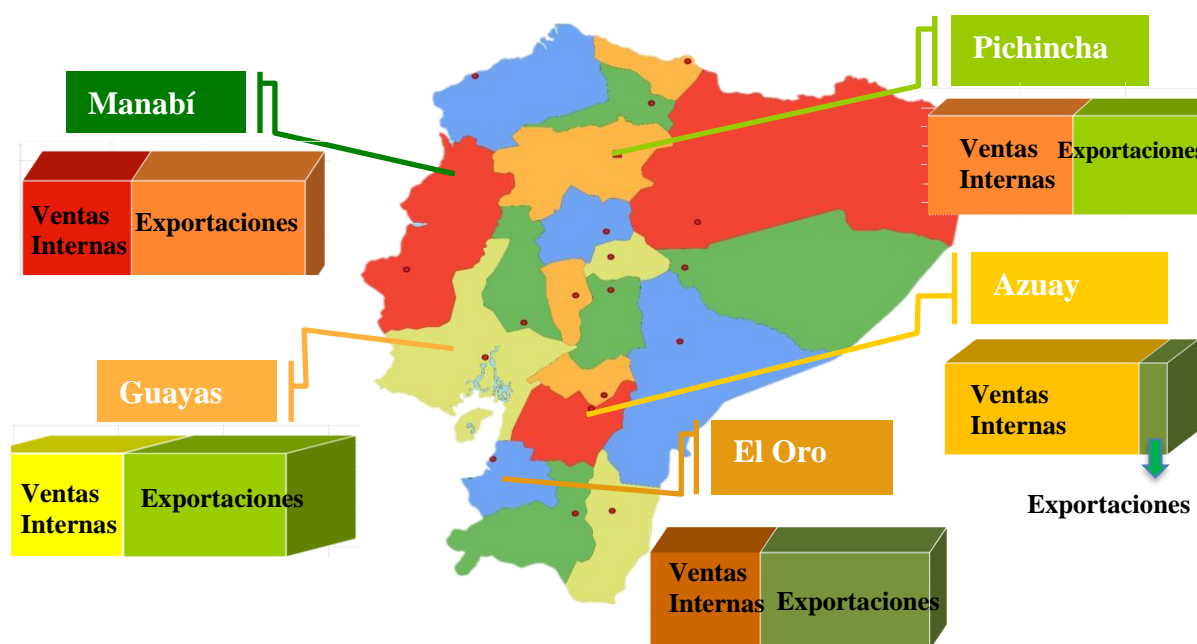 Pichincha
Manabí
Ventas
Internas
Exportaciones
Ventas
Internas
Exportaciones
Azuay
Guayas
Ventas
Internas
Exportaciones
El Oro
Ventas
Internas
Exportaciones
Ventas
Internas
Exportaciones